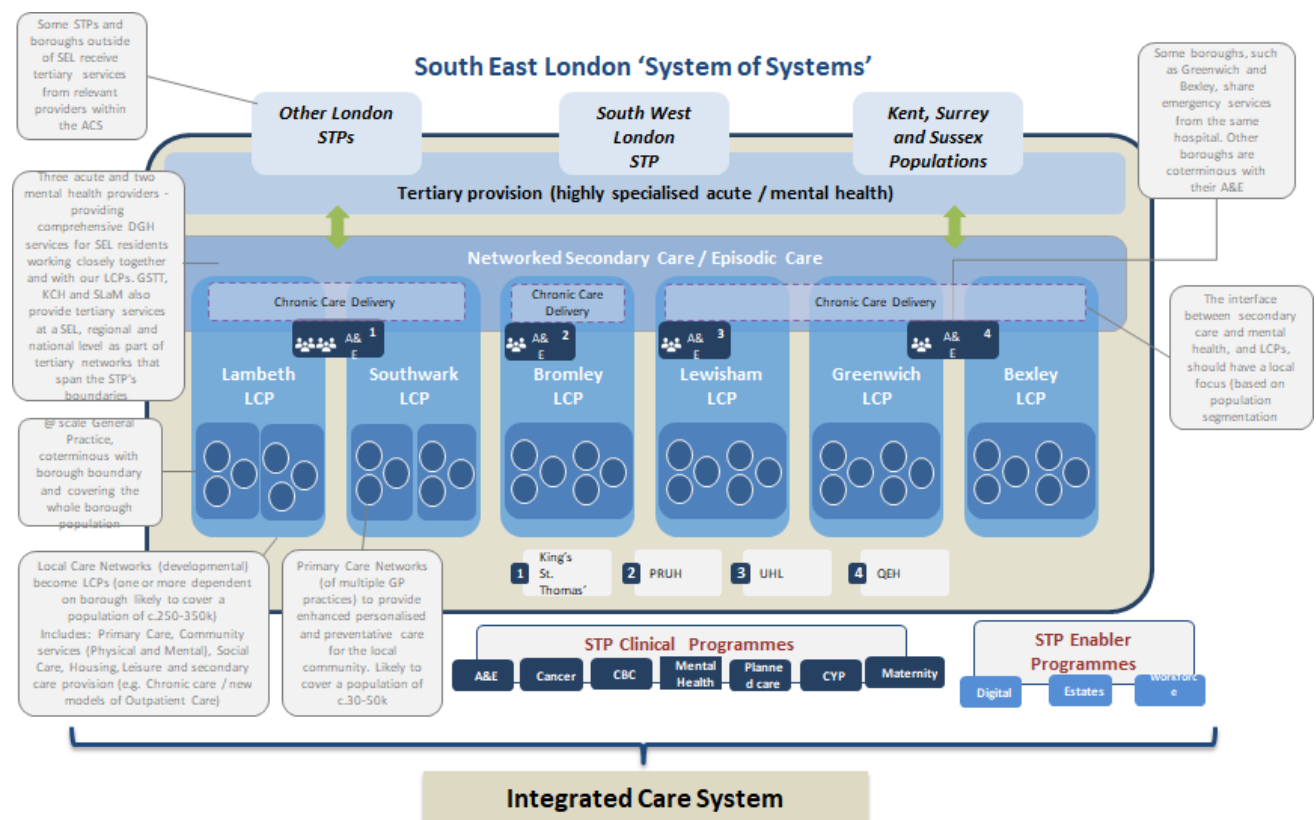 South East London ‘System of Systems’
Some STPs and
boroughs outside
of SEL receive
tertiary services
from relevant
providers within
the ACS
Other London
STPs
South West
London
STP
Kent, Surrey
and Sussex
Populations
Some boroughs, such
as Greenwich and
Bexley, share
emergency services
from the same
hospital. Other
boroughs are
coterminous with
their A&E
Tertiary provision (highly specialised acute / mental health)
Three acute and two
mental health providers -
providing
comprehensive DGH
services for SEL residents
working closely together
and with our LCPs. GSTT,
KCH and SLaM also
provide tertiary services
at a SEL, regional and
national level as part of
tertiary networks that
span the STP's
boundaries
Networked Secondary Care / Episodic Care
Chronic Care Delivery
Chronic Care
Delivery
Chronic Care Delivery
A&
E
1
A&
E
2
A&
E
3
A&
E
4
The interface
between secondary
care and mental
health, and LCPs,
should have a local
focus (based on
population
segmentation
Lambeth
LCP
Southwark
LCP
Bromley
LCP
Lewisham
LCP
Greenwich
LCP
Bexley
LCP
@ scale General
Practice,
coterminous with
borough boundary
and covering the
whole borough
population
Local Care Networks (developmental)
become LCPs (one or more dependent
on borough likely to cover a
population of c.250-350k)
Includes: Primary Care, Community
services (Physical and Mental), Social
Care, Housing, Leisure and secondary
care provision (e.g. Chronic care / new
models of Outpatient Care)
Primary Care Networks
(of multiple GP
practices) to provide
enhanced personalised
and preventative care
for the local
community. Likely to
cover a population of
c.30-50k
1
King's
St.
Thomas'
2 PRUH
3 UHL
4 QEH
STP Clinical Programmes
A&E
Cancer
CBC
Mental
Health
Planne
d care
CYP
Maternity
STP Enabler
Programmes
Digital
Estates
Workforc
e
Integrated Care System